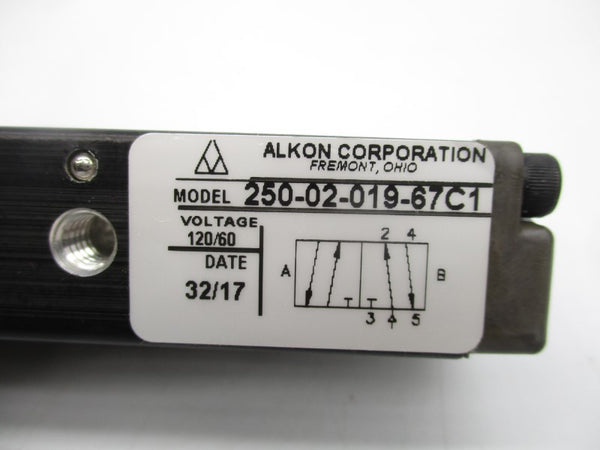 ALKON CORPORATION
FREMONT, OHIO
MODEL 250-02-019-67C1
VOLTAGE
120/60
DATE
32/17
2 4
A B
3 5